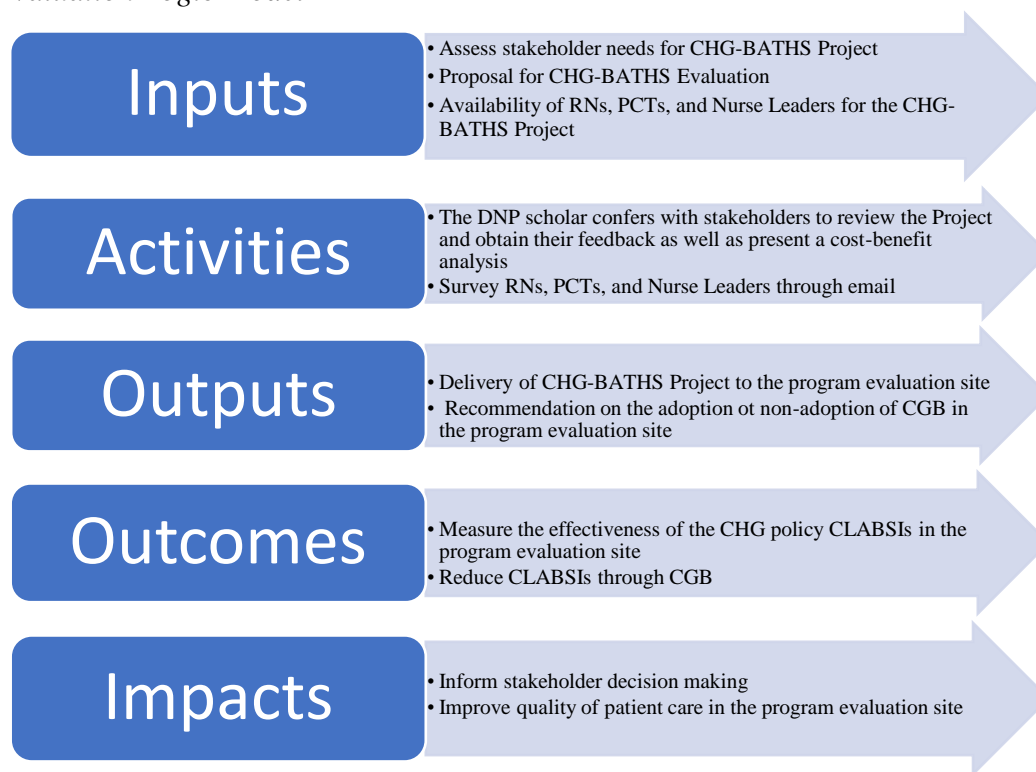 Evaluation Logic Model
Inputs
• Assess stakeholder needs for CHG-BATHS Project
• Proposal for CHG-BATHS Evaluation
• Availability of RNs, PCTs, and Nurse Leaders for the CHG-
BATHS Project
Activities
• The DNP scholar confers with stakeholders to review the Project
and obtain their feedback as well as present a cost-benefit
analysis
• Survey RNs, PCTs, and Nurse Leaders through email
Outputs
• Delivery of CHG-BATHS Project to the program evaluation site
• Recommendation on the adoption ot non-adoption of CGB in
the program evaluation site
Outcomes
• Measure the effectiveness of the CHG policy CLABSIs in the
program evaluation site
• Reduce CLABSIs through CGB
Impacts
• Inform stakeholder decision making
• Improve quality of patient care in the program evaluation site